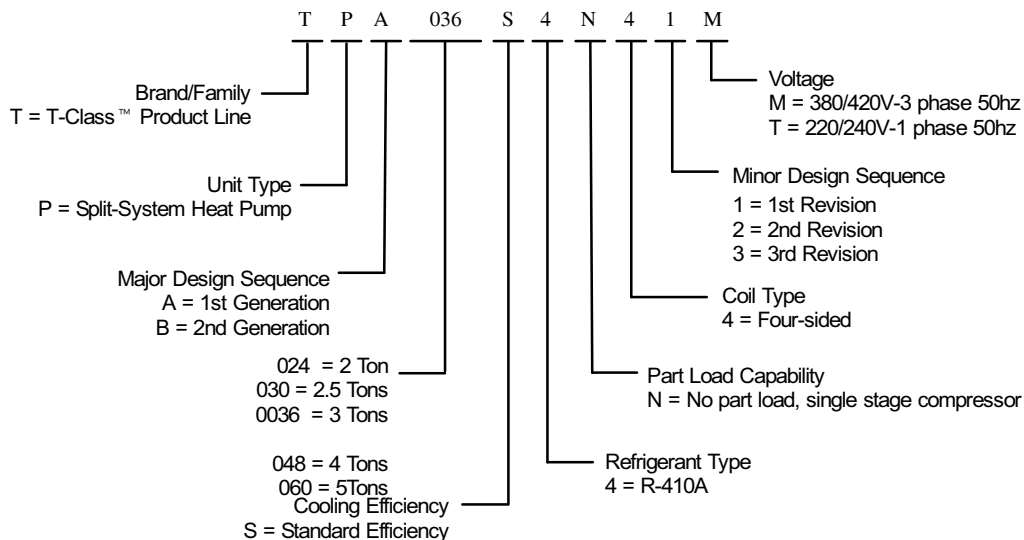 T P A 036 S 4 N 4 1 M
Brand/Family
T = T-Class™ Product Line
Unit Type
P = Split-System Heat Pump
Major Design Sequence
A = 1st Generation
B = 2nd Generation
024 = 2 Ton
030 = 2.5 Tons
0036 = 3 Tons
048 = 4 Tons
060 = 5Tons
Cooling Efficiency
S = Standard Efficiency
Refrigerant Type
4 = R-410A
Part Load Capability
N = No part load, single stage compressor
Coil Type
4 = Four-sided
Minor Design Sequence
1 = 1st Revision
2 = 2nd Revision
3 = 3rd Revision
Voltage
M = 380/420V-3 phase 50hz
T = 220/240V-1 phase 50hz